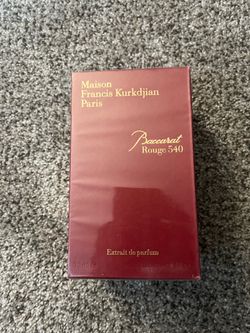 Maison
Francis Kurkdjian
Paris
Baccarat
Rouge 540
Extrait de parfum